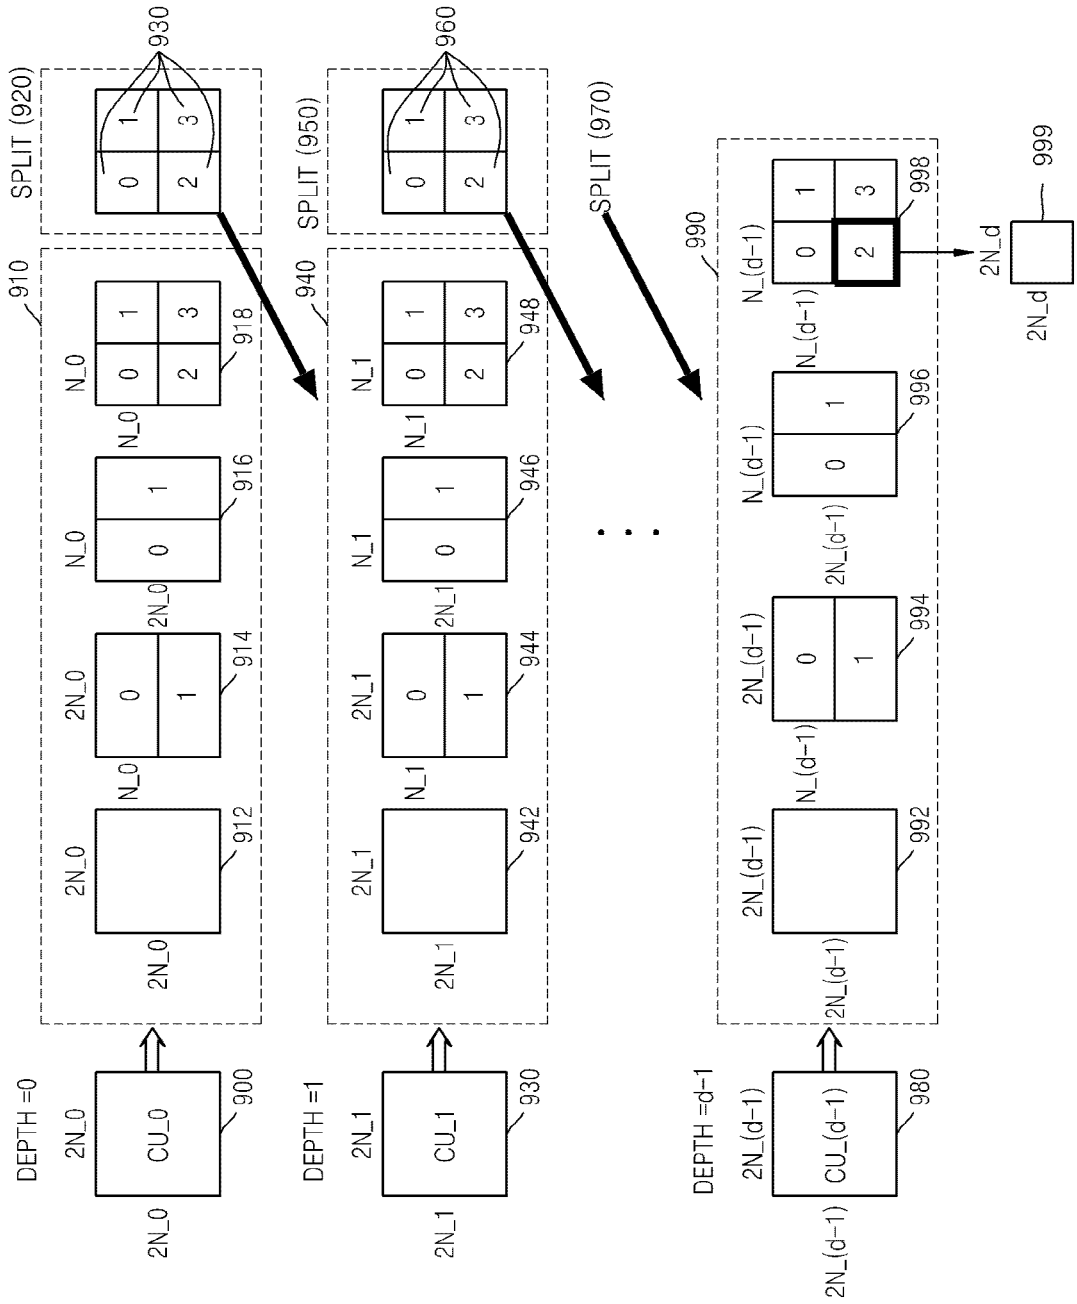 DEPTH =0
2N_0
2N_0
CU_0
900
910
2N_0
2N_0
912
2N_0
N_0
0
1
914
N_0
2N_0
0
1
916
N_0
N_0
0
1
2
3
918
SPLIT (920)
0
1
2
3
930
DEPTH =1
2N_1
2N_1
CU_1
930
940
2N_1
2N_1
942
2N_1
N_1
0
1
944
N_1
2N_1
0
1
946
N_1
N_1
0
1
2
3
948
SPLIT (950)
0
1
2
3
960
SPLIT (970)
. . .
DEPTH =d-1
2N_(d-1)
2N_(d-1)
CU_(d-1)
980
990
2N_(d-1)
2N_(d-1)
992
2N_(d-1)
N_(d-1)
0
1
994
N_(d-1)
2N_(d-1)
0
1
996
N_(d-1)
N_(d-1)
0
1
2
3
998
2N_d
2N_d
999